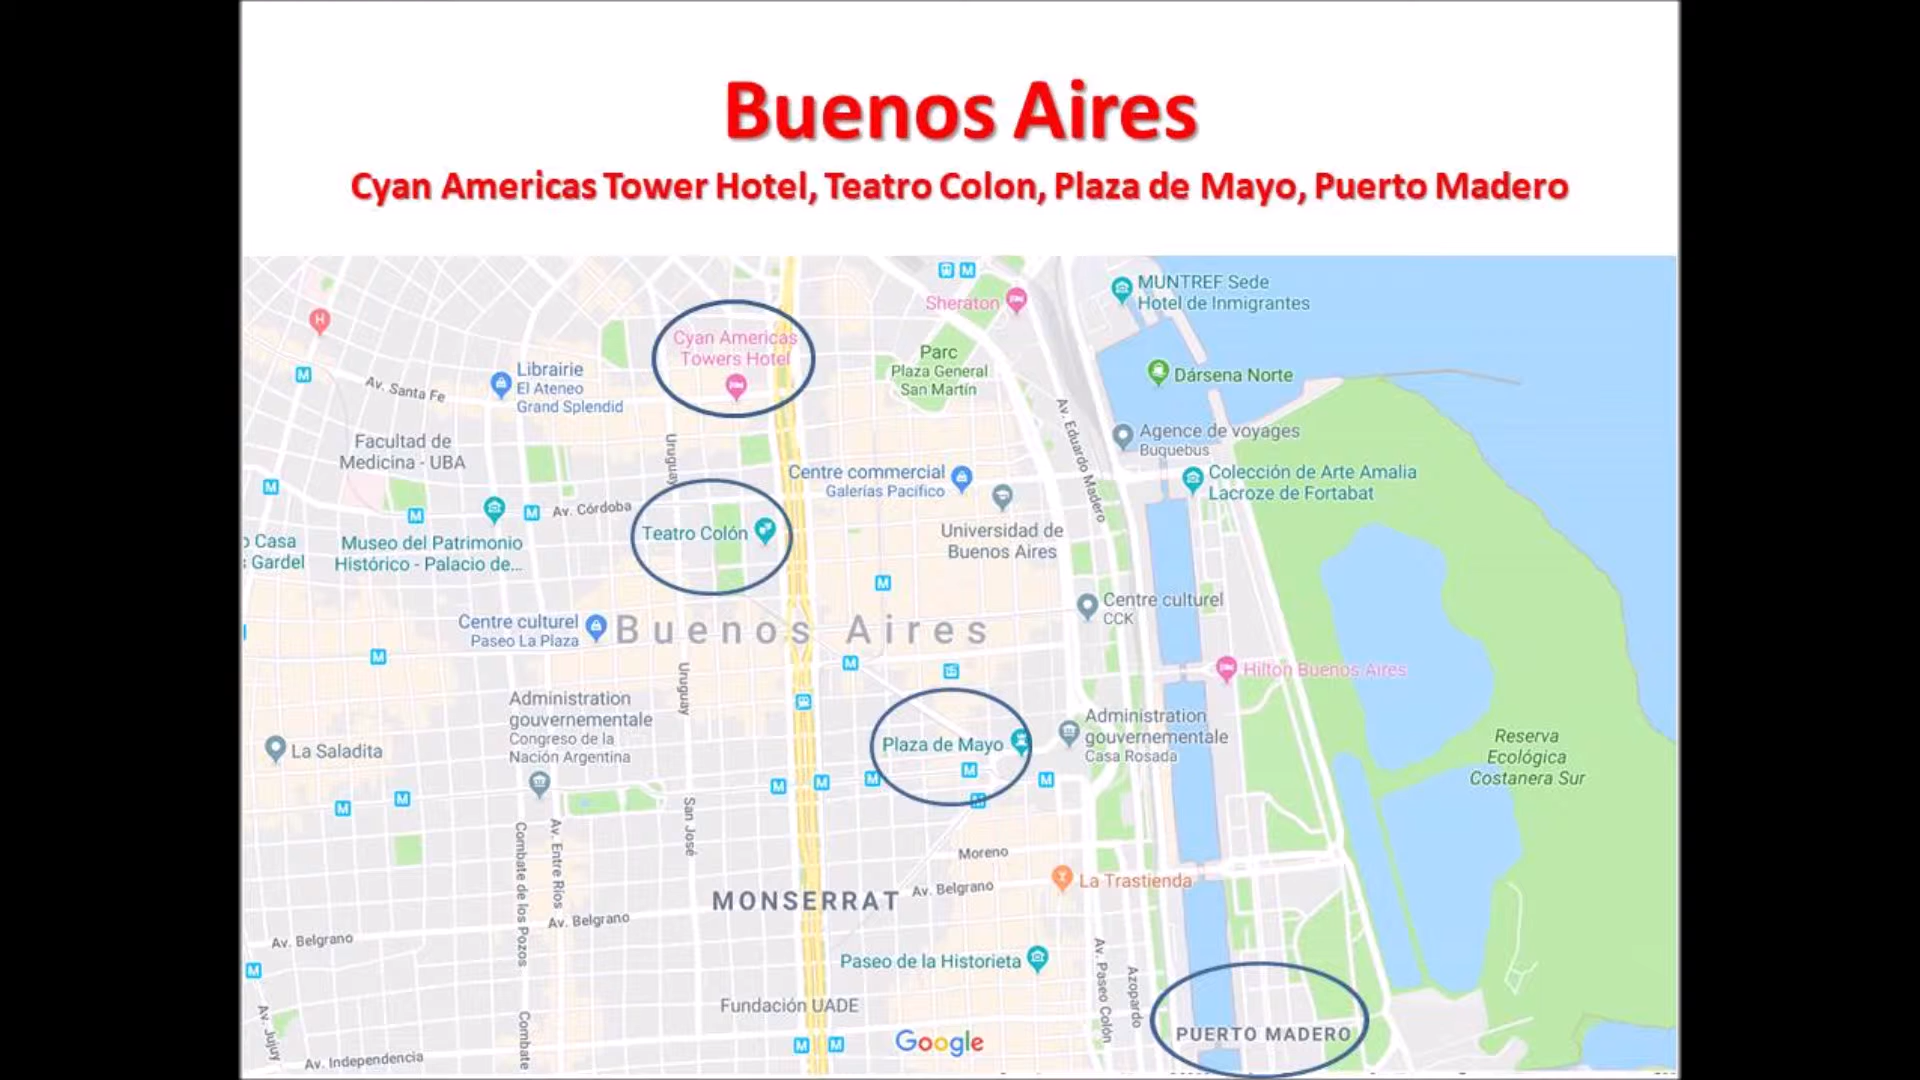 Buenos Aires
Cyan Americas Tower Hotel, Teatro Colon, Plaza de Mayo, Puerto Madero
MUNTREF Sede
Hotel de Inmigrantes
Sheraton
Cyan Americas
Towers Hotel
Parc
Plaza General
San Martín
Dársena Norte
Librairie
El Ateneo
Grand Splendid
Av. Santa Fe
Facultad de
Medicina - UBA
Uruguay
Av. Eduardo Madero
Agence de voyages
Buquebus
Centre commercial
Galerías Pacífico
Colección de Arte Amalia
Lacroze de Fortabat
Av. Córdoba
Teatro Colón
Universidad de
Buenos Aires
Casa
Gardel
Museo del Patrimonio
Histórico - Palacio de...
Centre culturel
CCK
Centre culturel
Paseo La Plaza
Buenos Aires
Hilton Buenos Aires
Uruguay
Administration
gouvernementale
Congreso de la
Nación Argentina
La Saladita
Plaza de Mayo
Administration
gouvernementale
Casa Rosada
Reserva
Ecológica
Costanera Sur
San José
Combate de los Pozos
Av. Entre Ríos
Moreno
Av. Belgrano
La Trastienda
MONSERRAT
Av. Belgrano
Av. Belgrano
Paseo de la Historieta
Av. Paseo Colón
Azopardo
Fundación UADE
Av. Jujuy
Combate
Av. Independencia
Google
PUERTO MADERO